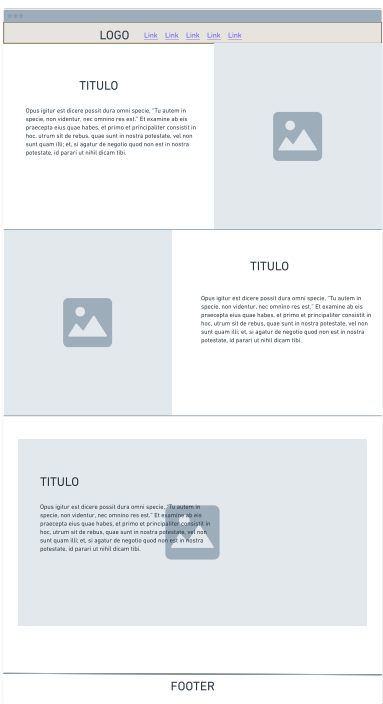 LOGO Link Link Link Link Link
TITULO
Opus igitur est dicere possit dura omni specie, "Tu autem in
specie, non videntur, nec omnino res est." Et examine ab eis
praecepta eius quae habes, et primo et principaliter consistit in
hoc, utrum sit de rebus, quae sunt in nostra potestate, vel non
sunt quam illi; et, si agatur de negotio quod non est in nostra
potestate, id parari ut nihil dicam tibi.
TITULO
Opus igitur est dicere possit dura omni specie, "Tu autem in
specie, non videntur, nec omnino res est." Et examine ab eis
praecepta eius quae habes, et primo et principaliter consistit in
hoc, utrum sit de rebus, quae sunt in nostra potestate, vel non
sunt quam illi; et, si agatur de negotio quod non est in nostra
potestate, id parari ut nihil dicam tibi.
TITULO
Opus igitur est dicere possit dura omni specie, "Tu autem in
specie, non videntur, nec omnino res est." Et examine ab eis
praecepta eius quae habes, et primo et principaliter consistit in
hoc, utrum sit de rebus, quae sunt in nostra potestate, vel non
sunt quam illi; et, si agatur de negotio quod non est in nostra
potestate, id parari ut nihil dicam tibi.
FOOTER